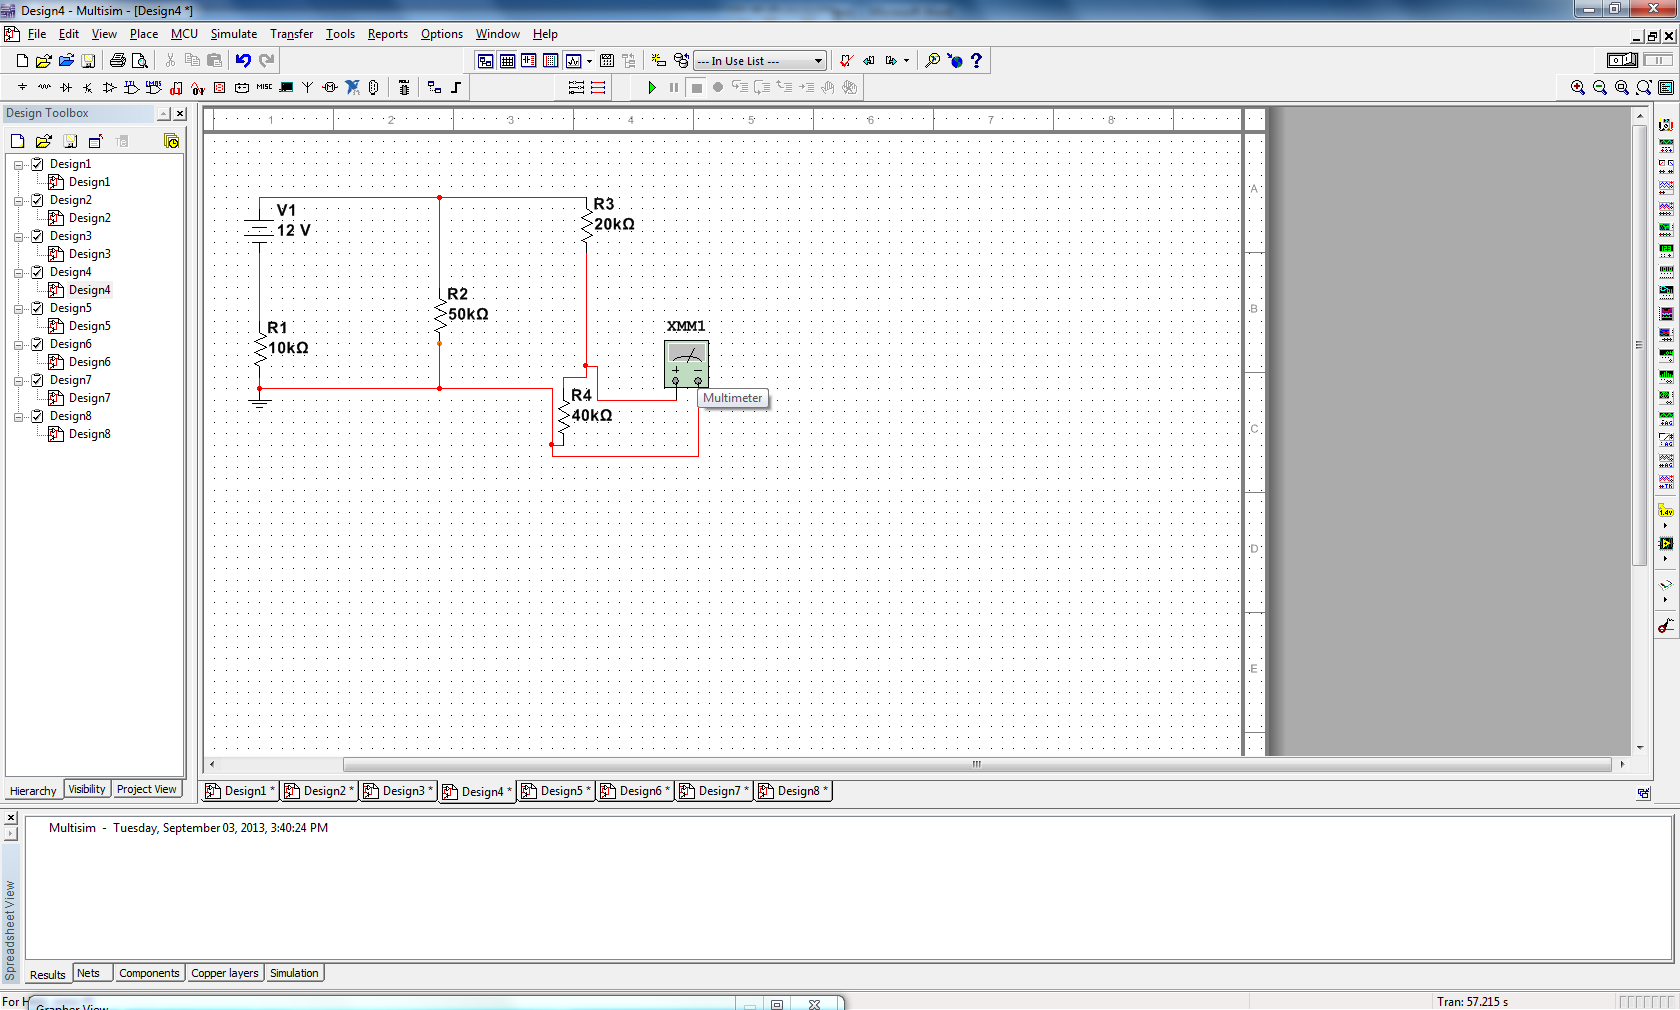 Design4 - Multisim - [Design4 *]
File Edit View Place MCU Simulate Transfer Tools Reports Options Window Help
--- In Use List ---
MISC
Design Toolbox
Design1
Design1
Design2
Design2
Design3
Design3
Design4
Design4
Design5
Design5
Design6
Design6
Design7
Design7
Design8
Design8
Hierarchy Visibility Project View
1 2 3 4 5 6 7 8
A
B
C
D
E
V1
12 V
R1
10kΩ
R2
50kΩ
R3
20kΩ
R4
40kΩ
XMM1
+ −
Multimeter
Design1 * Design2 * Design3 * Design4 * Design5 * Design6 * Design7 * Design8 *
Multisim - Tuesday, September 03, 2013, 3:40:24 PM
Spreadsheet View
Results Nets Components Copper layers Simulation
For H
Grapher View
Tran: 57.215 s